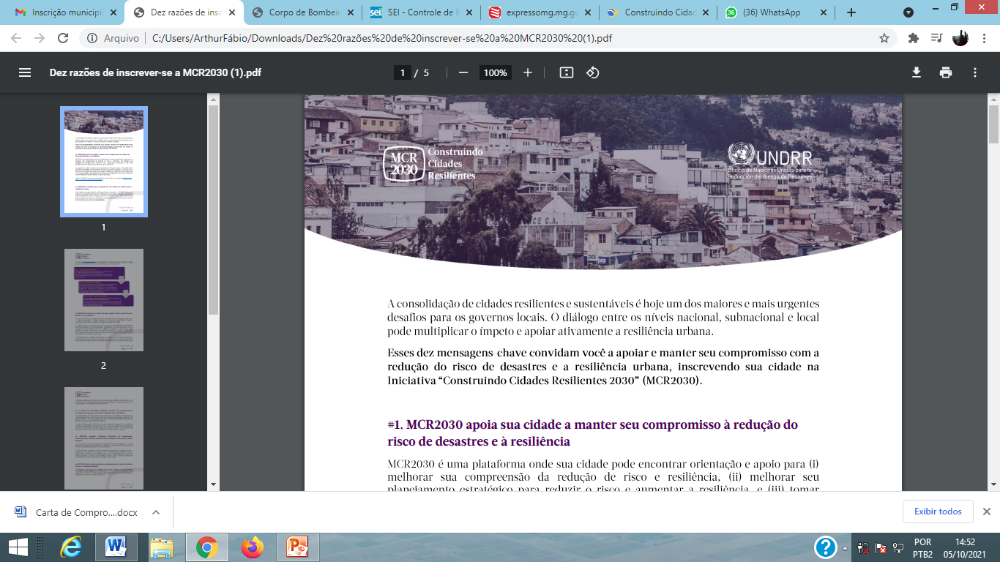 Inscrição municipí
Dez razões de insc
Corpo de Bombeir
sei. SEI - Controle de P
expressomg.mg.go
Construindo Cidad
36 (36) WhatsApp
Arquivo C:/Users/ArthurFábio/Downloads/Dez%20razões%20de%20inscrever-se%20a%20MCR2030%20(1).pdf
Dez razões de inscrever-se a MCR2030 (1).pdf
1 / 5
100%
1
2
MCR
2030
Construindo
Cidades
Resilientes
UNDRR
Oficina de Naciones Unidas para la
Reducción del Riesgo de Desastres
A consolidação de cidades resilientes e sustentáveis é hoje um dos maiores e mais urgentes
desafios para os governos locais. O diálogo entre os níveis nacional, subnacional e local
pode multiplicar o ímpeto e apoiar ativamente a resiliência urbana.
Esses dez mensagens-chave convidam você a apoiar e manter seu compromisso com a
redução do risco de desastres e a resiliência urbana, inscrevendo sua cidade na
Iniciativa “Construindo Cidades Resilientes 2030” (MCR2030).
#1. MCR2030 apoia sua cidade a manter seu compromisso à redução do
risco de desastres e à resiliência
MCR2030 é uma plataforma onde sua cidade pode encontrar orientação e apoio para (i)
melhorar sua compreensão da redução de risco e resiliência, (ii) melhorar seu
planejamento estratégico para reduzir o risco e aumentar a resiliência, e (iii) tomar
Carta de Compro....docx
Exibir todos
POR
PTB2
14:52
05/10/2021